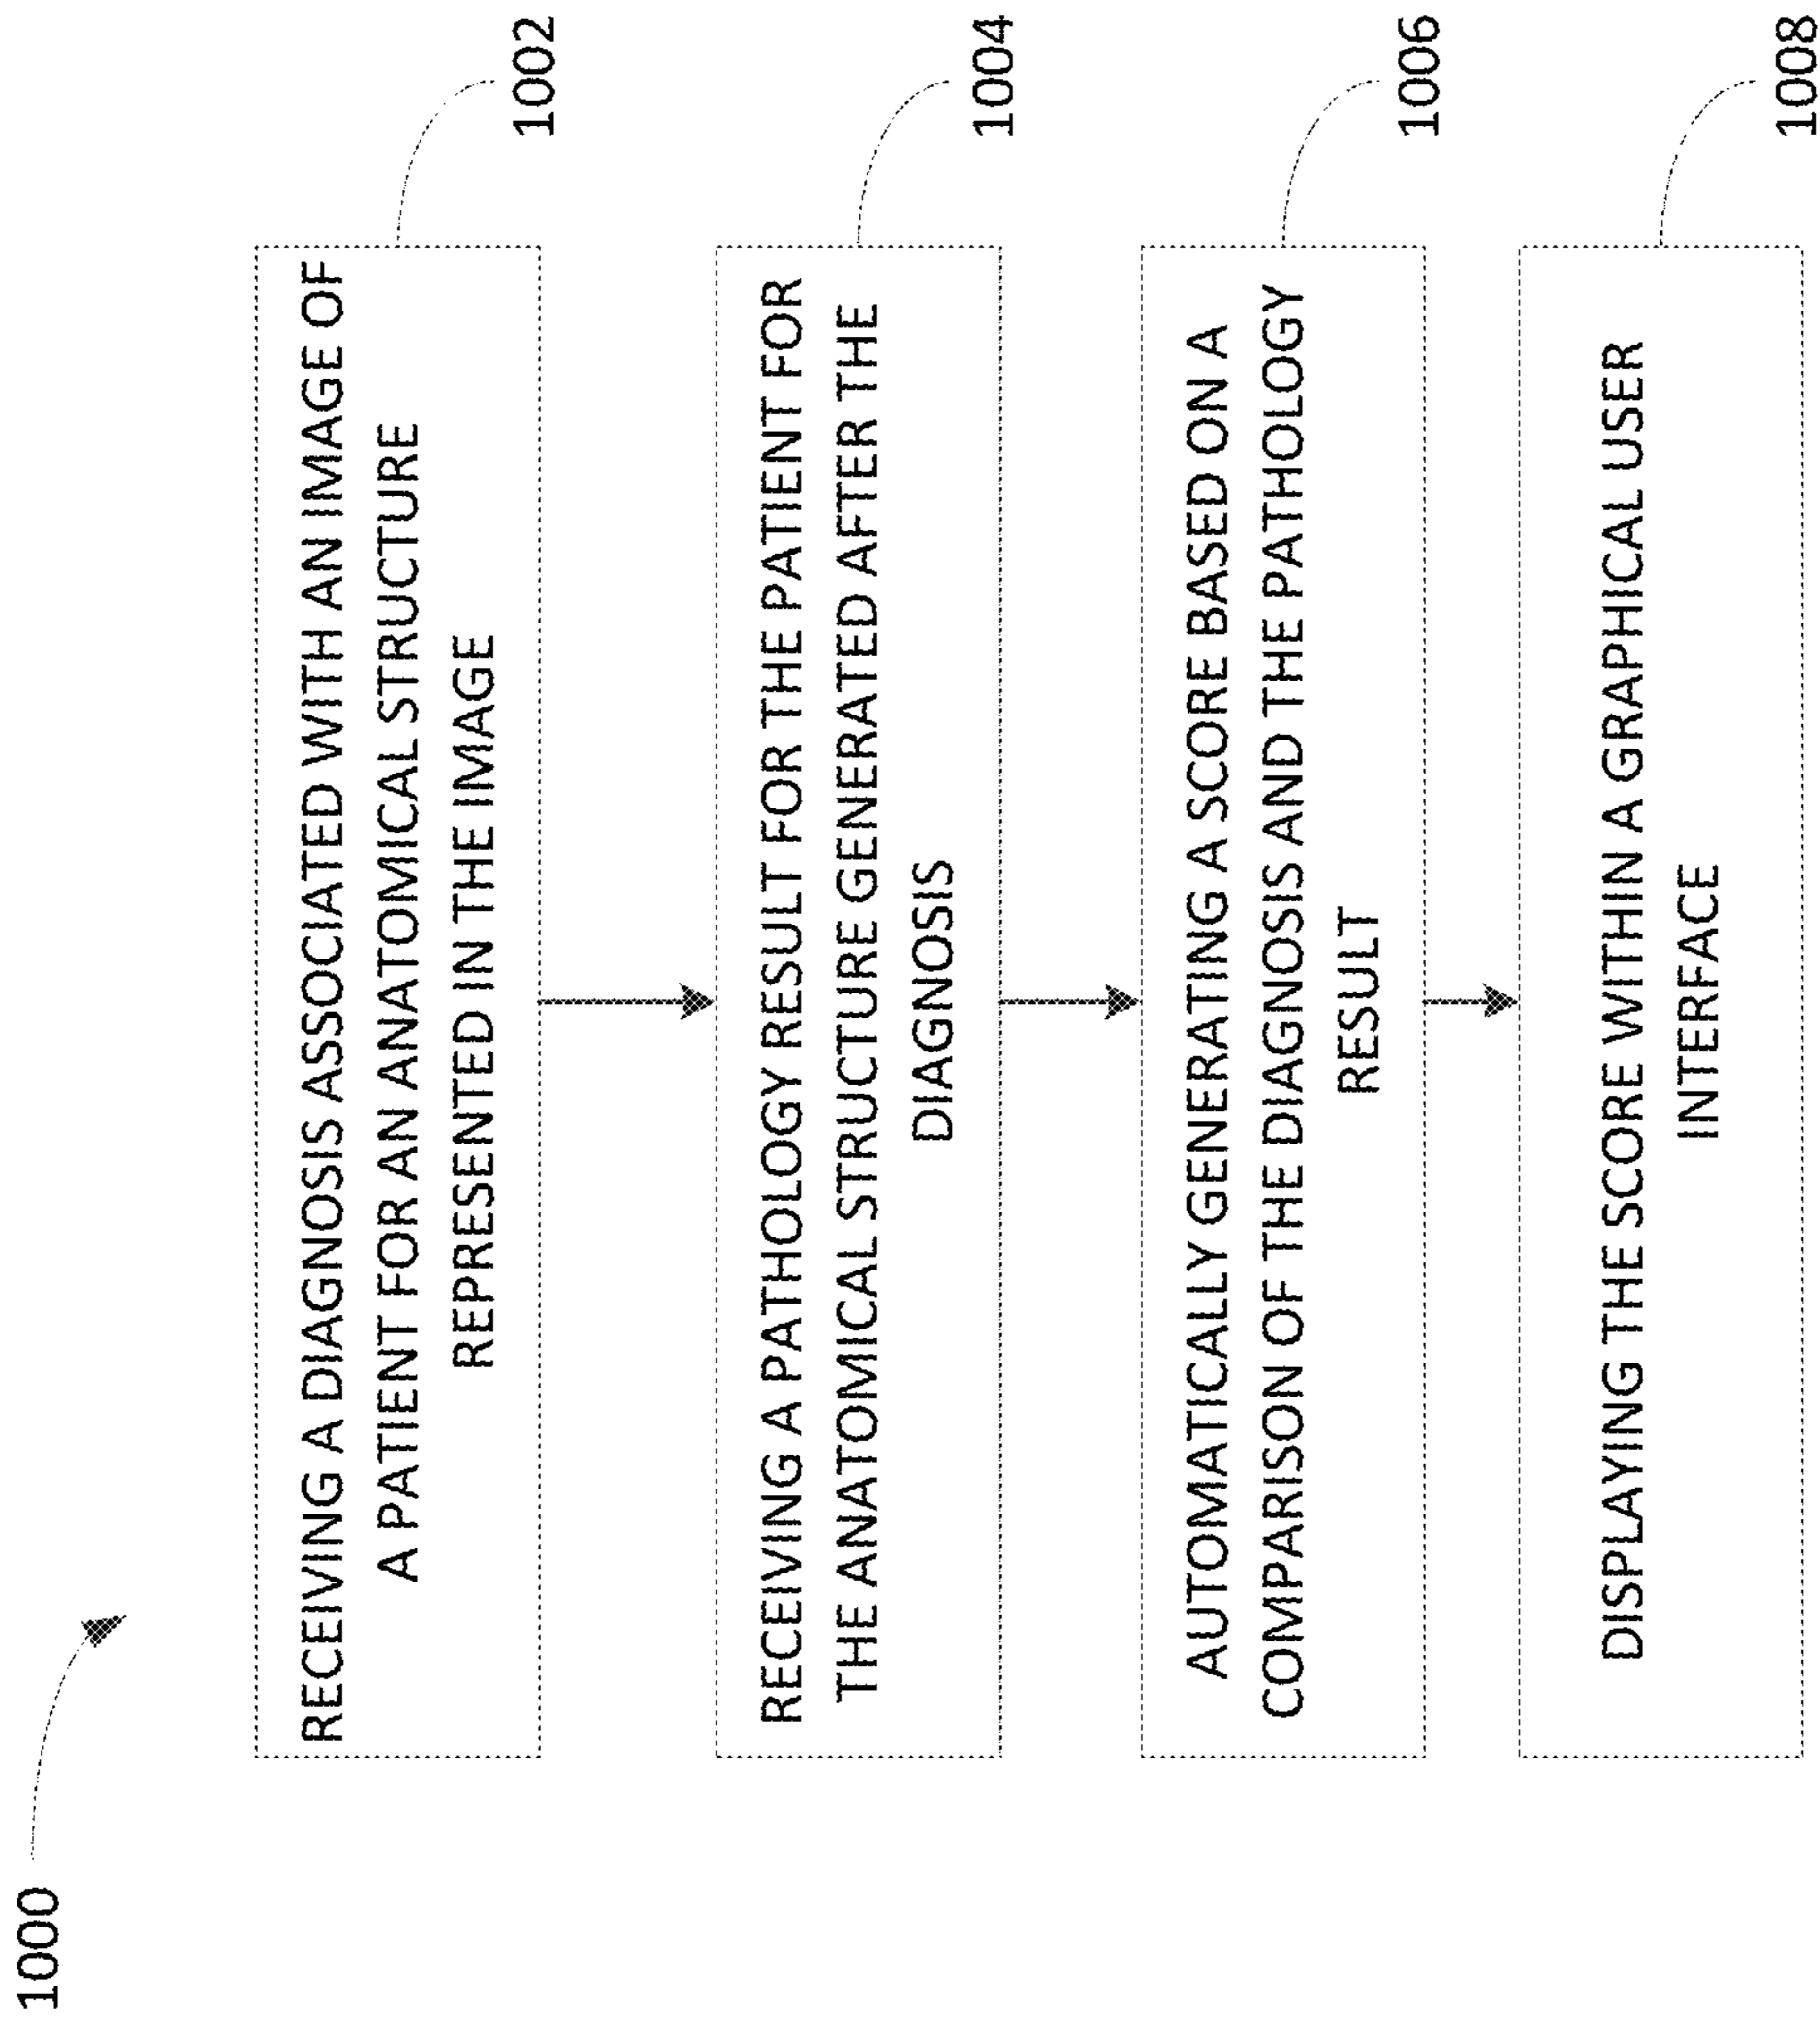 1000
RECEIVING A DIAGNOSIS ASSOCIATED WITH AN IMAGE OF
A PATIENT FOR AN ANATOMICAL STRUCTURE
REPRESENTED IN THE IMAGE
1002
RECEIVING A PATHOLOGY RESULT FOR THE PATIENT FOR
THE ANATOMICAL STRUCTURE GENERATED AFTER THE
DIAGNOSIS
1004
AUTOMATICALLY GENERATING A SCORE BASED ON A
COMPARISON OF THE DIAGNOSIS AND THE PATHOLOGY
RESULT
1006
DISPLAYING THE SCORE WITHIN A GRAPHICAL USER
INTERFACE
1008